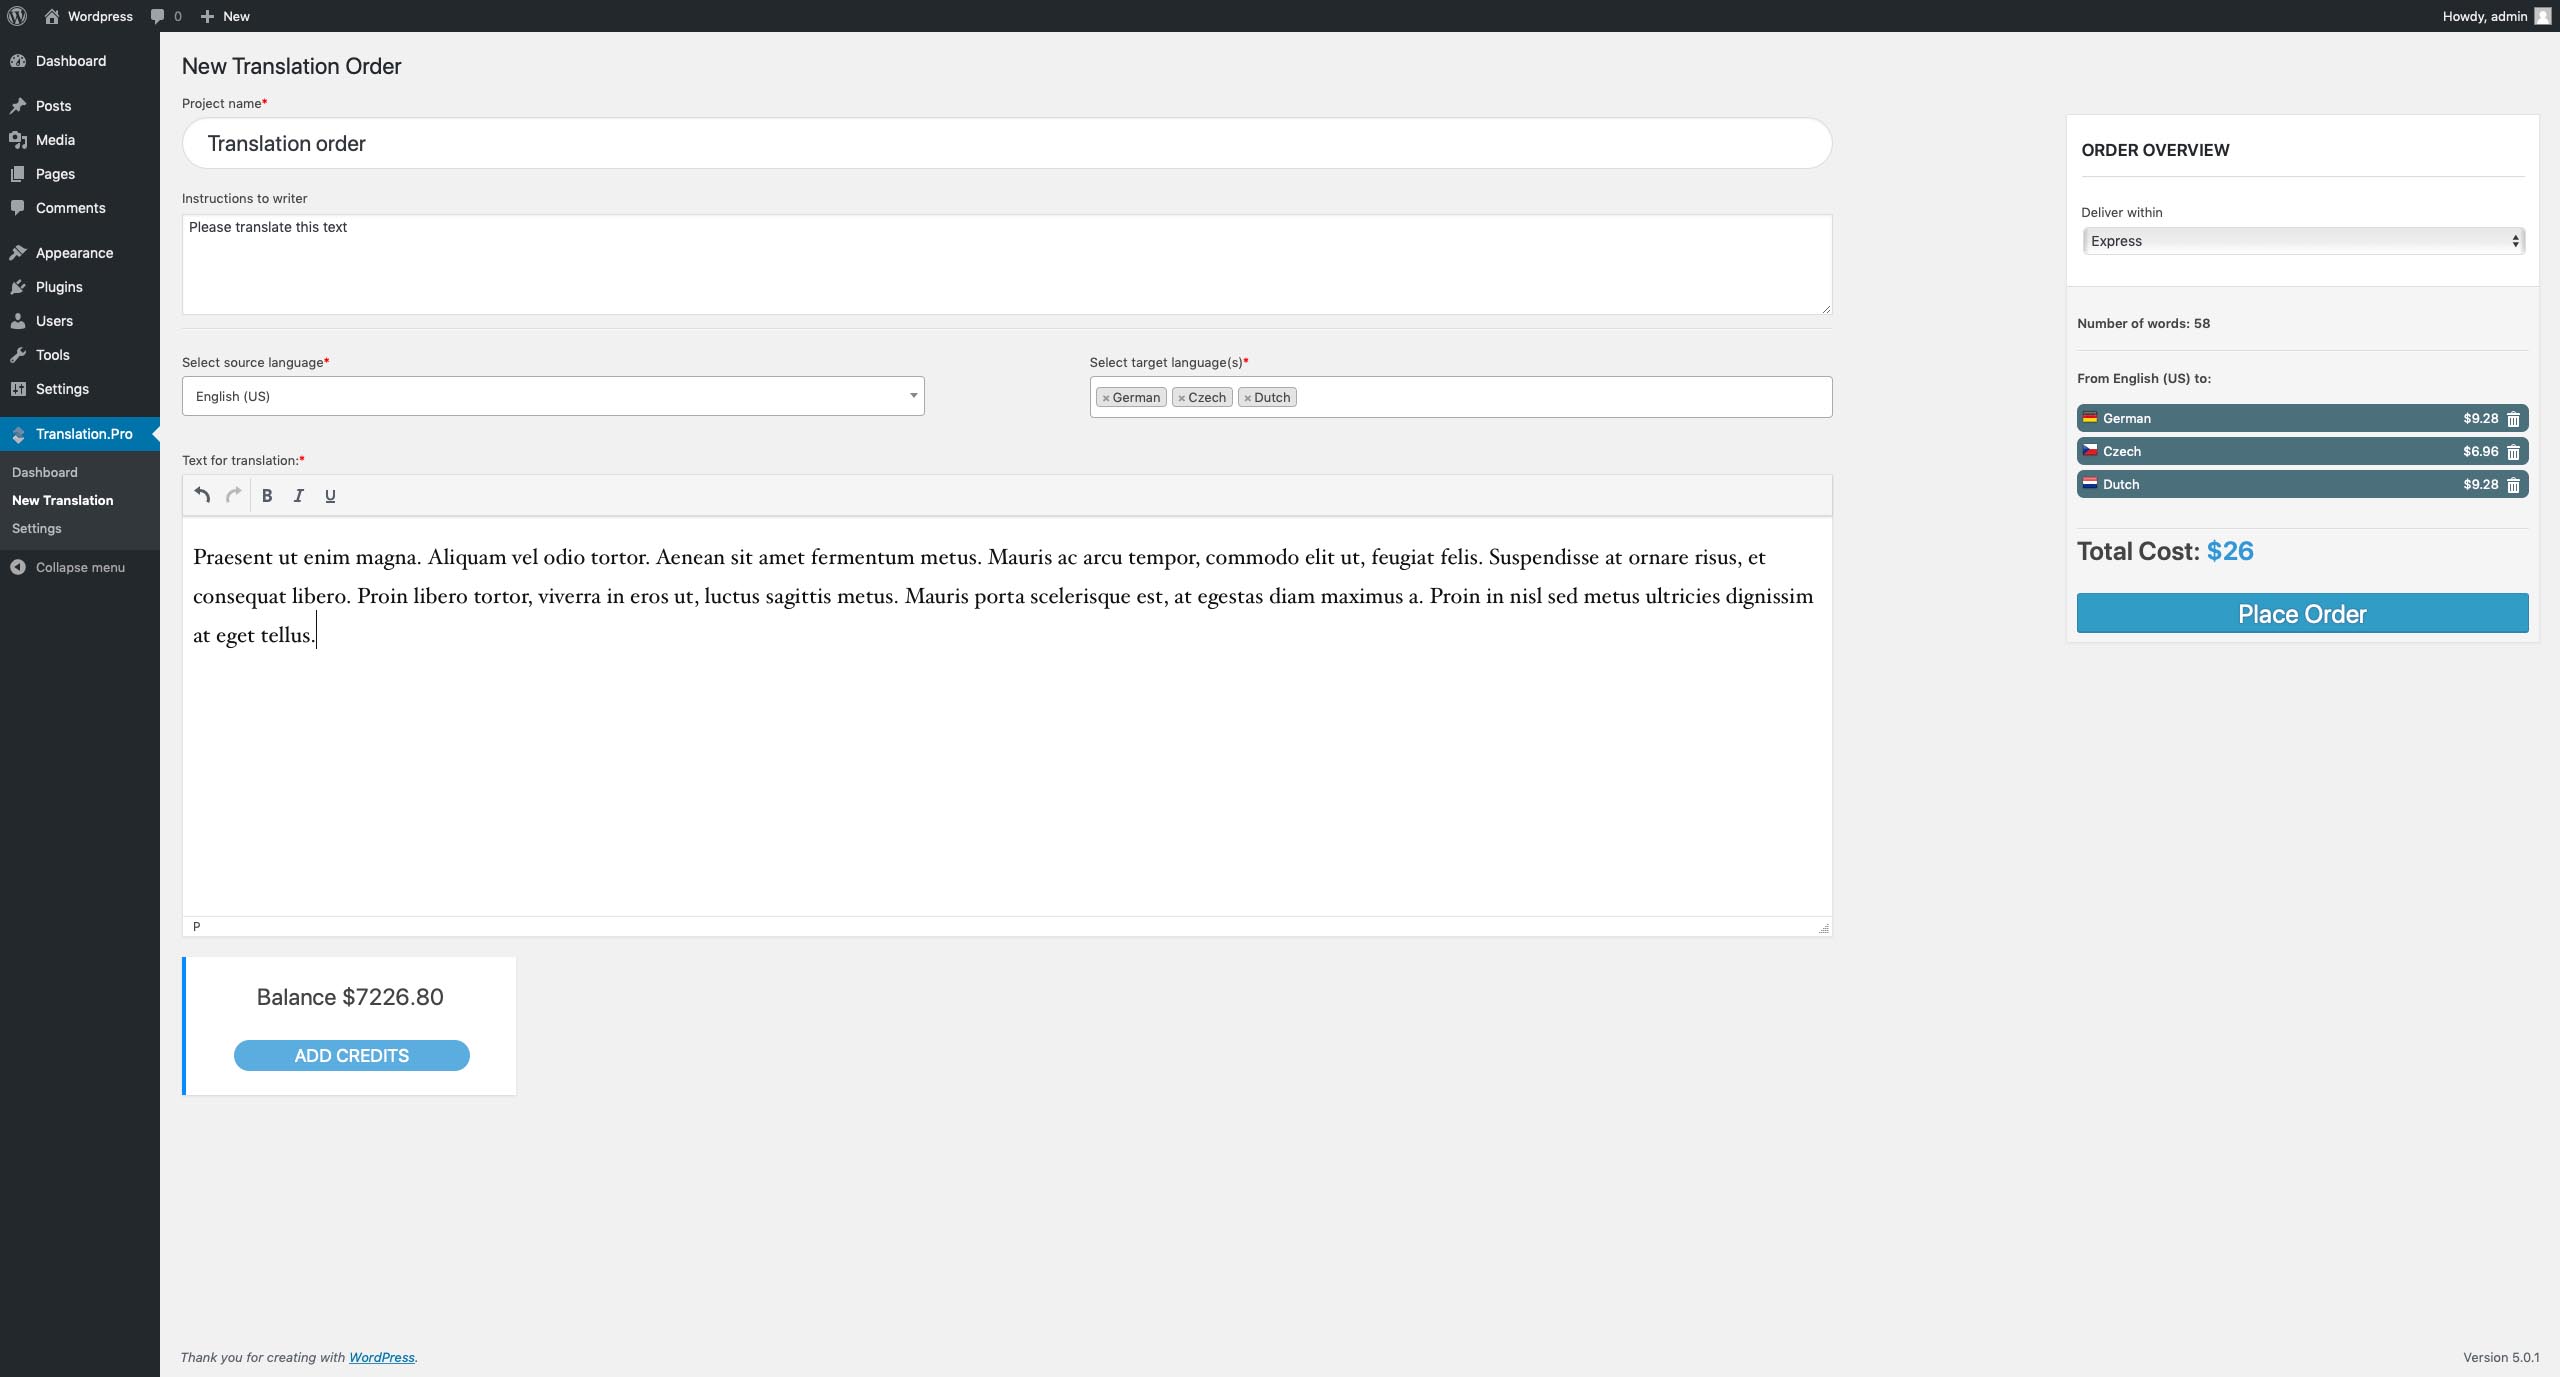 Wordpress
0
New
Howdy, admin
Dashboard
Posts
Media
Pages
Comments
Appearance
Plugins
Users
Tools
Settings
Translation.Pro
Dashboard
New Translation
Settings
Collapse menu
New Translation Order
Project name*
Translation order
Instructions to writer
Please translate this text
Select source language*
English (US)
Select target language(s)*
× German × Czech × Dutch
Text for translation:*
B I U
Praesent ut enim magna. Aliquam vel odio tortor. Aenean sit amet fermentum metus. Mauris ac arcu tempor, commodo elit ut, feugiat felis. Suspendisse at ornare risus, et
consequat libero. Proin libero tortor, viverra in eros ut, luctus sagittis metus. Mauris porta scelerisque est, at egestas diam maximus a. Proin in nisl sed metus ultricies dignissim
at eget tellus.
P
Balance $7226.80
ADD CREDITS
ORDER OVERVIEW
Deliver within
Express
Number of words: 58
From English (US) to:
German $9.28
Czech $6.96
Dutch $9.28
Total Cost: $26
Place Order
Thank you for creating with WordPress.
Version 5.0.1